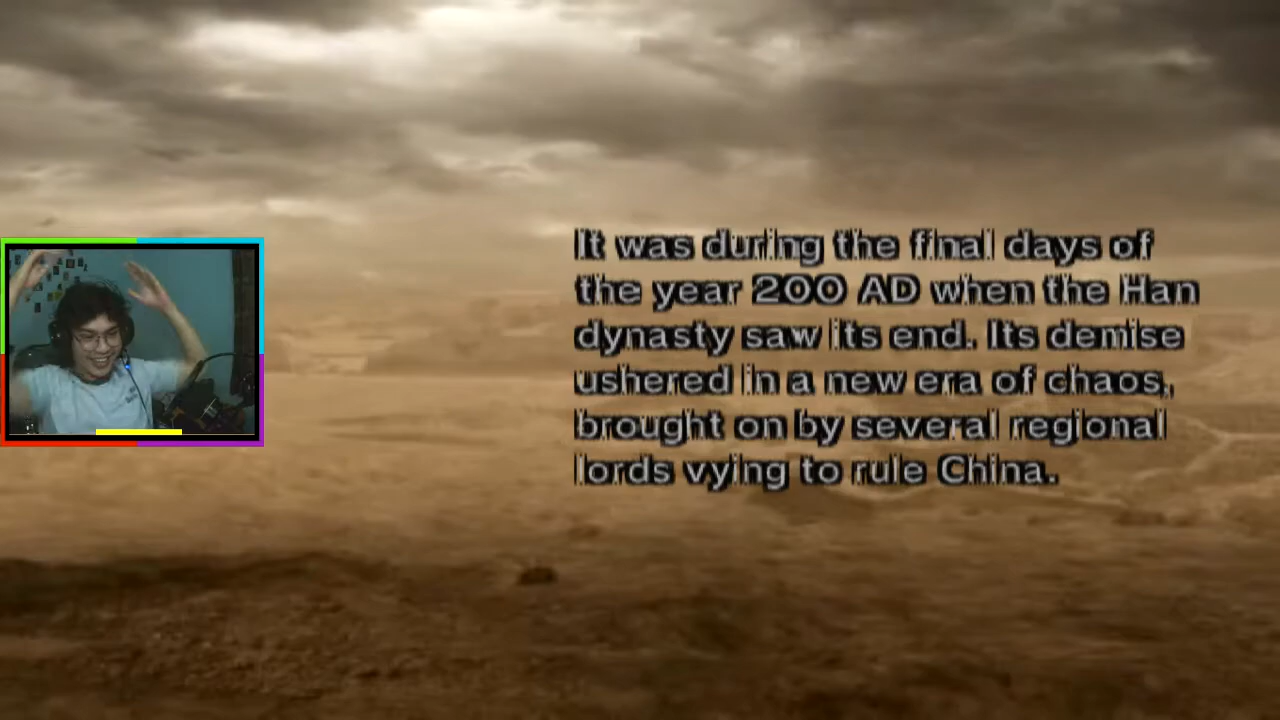 It was during the final days of
the year 200 AD when the Han
dynasty saw its end. Its demise
ushered in a new era of chaos,
brought on by several regional
lords vying to rule China.